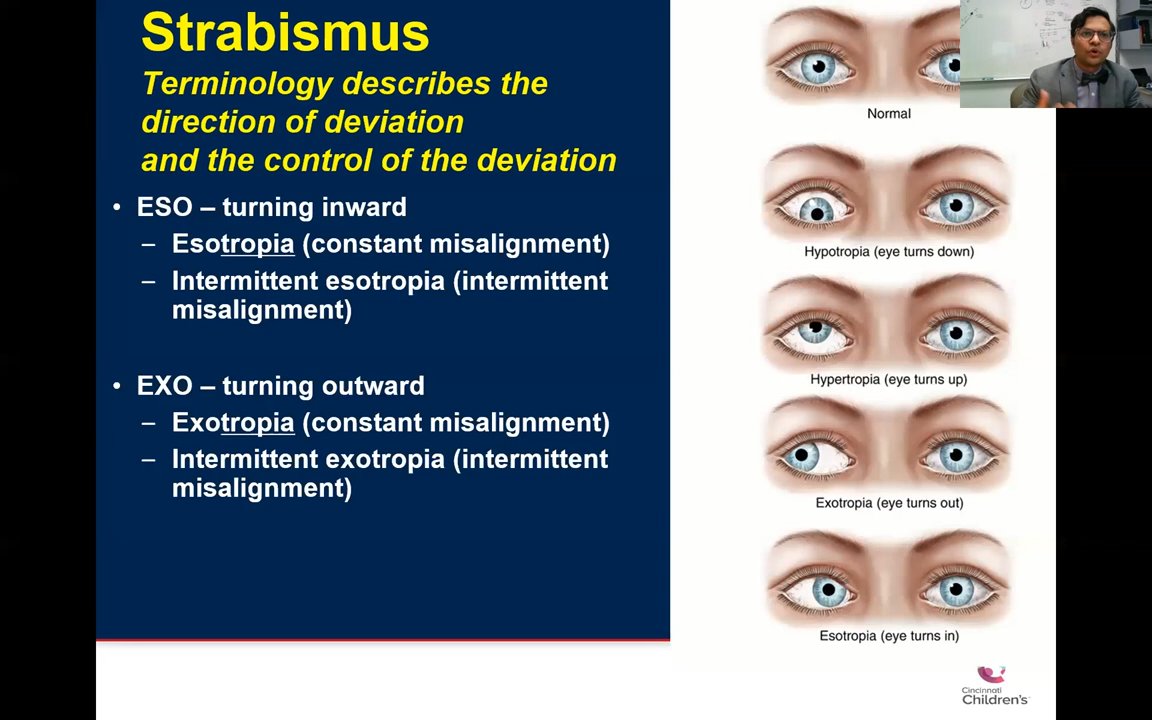 Strabismus
Terminology describes the
direction of deviation
and the control of the deviation
• ESO – turning inward
– Esotropia (constant misalignment)
– Intermittent esotropia (intermittent
misalignment)
• EXO – turning outward
– Exotropia (constant misalignment)
– Intermittent exotropia (intermittent
misalignment)
Normal
Hypotropia (eye turns down)
Hypertropia (eye turns up)
Exotropia (eye turns out)
Esotropia (eye turns in)
Cincinnati
Children's